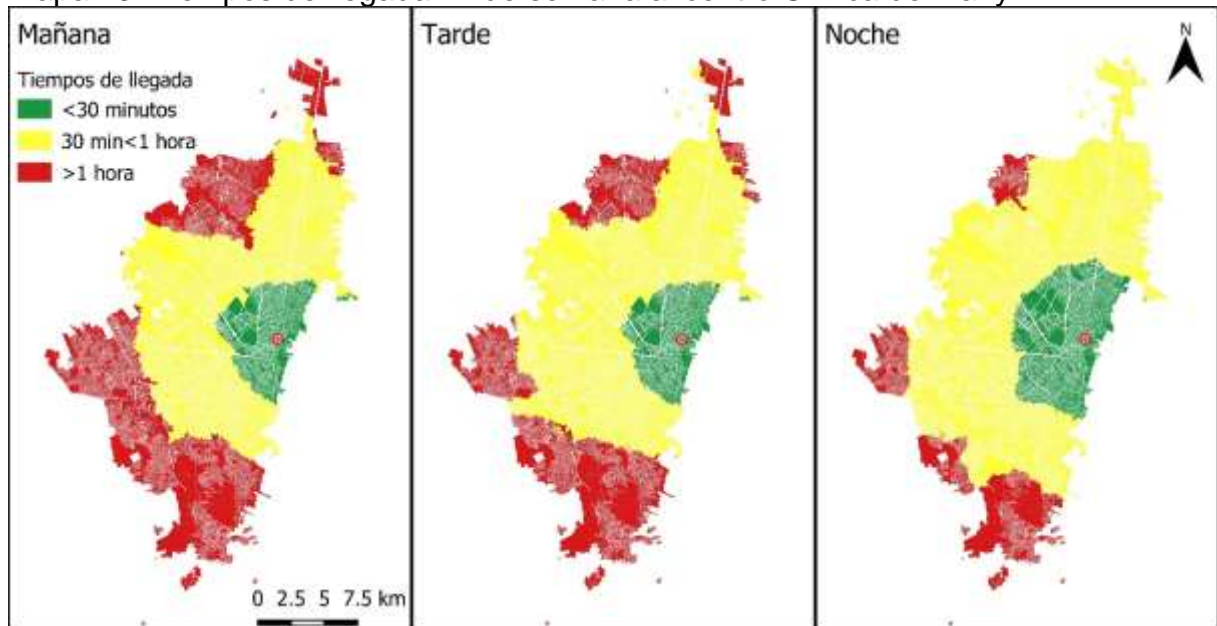 Mañana
Tiempos de llegada
<30 minutos
30 min<1 hora
>1 hora
0 2.5 5 7.5 km
Tarde
Noche
N